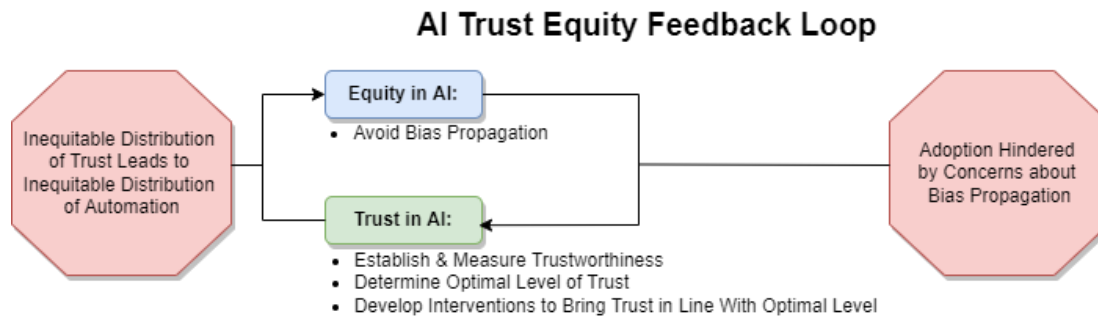 AI Trust Equity Feedback Loop
Inequitable Distribution
of Trust Leads to
Inequitable Distribution
of Automation
Equity in AI:
• Avoid Bias Propagation
Trust in AI:
• Establish & Measure Trustworthiness
• Determine Optimal Level of Trust
• Develop Interventions to Bring Trust in Line With Optimal Level
Adoption Hindered
by Concerns about
Bias Propagation